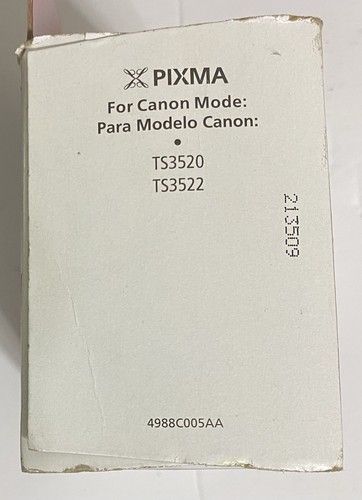 PIXMA
For Canon Mode:
Para Modelo Canon:
•
TS3520
TS3522
213509
4988C005AA